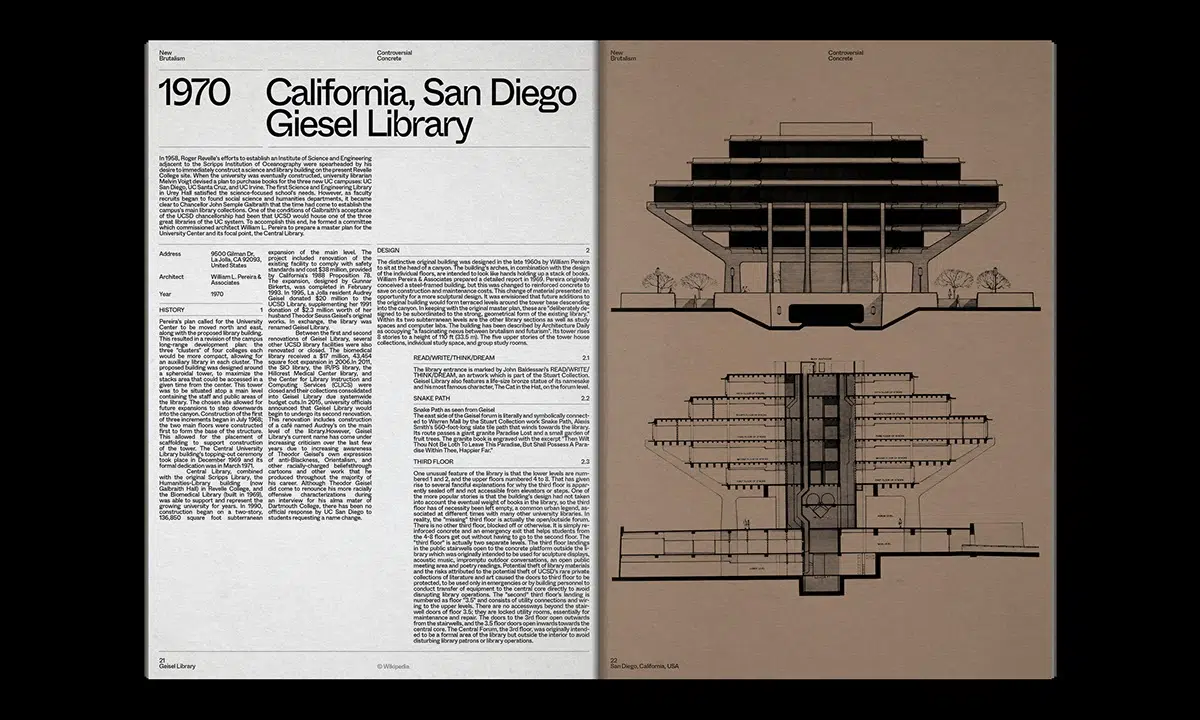 New
Brutalism
Controversial
Concrete
1970
California, San Diego
Giesel Library
In 1958, Roger Revelle's efforts to establish an Institute of Science and Engineering
adjacent to the Scripps Institution of Oceanography were spearheaded by his
desire to immediately construct a science and library building on the present Revelle
College site. When the university was eventually constructed, university librarian
Melvin Voigt devised a plan to purchase books for the three new UC campuses: UC
San Diego, UC Santa Cruz, and UC Irvine. The first Science and Engineering Library
in Urey Hall satisfied the science-focused school's needs. However, as faculty
recruits began to found social science and humanities departments, it became
clear to Chancellor John Semple Galbraith that the time had come to establish the
campus's main library collections. One of the conditions of Galbraith's acceptance
of the UCSD chancellorship had been that UCSD would house one of the three
great libraries of the UC system. To accomplish this end, he formed a committee
which commissioned architect William L. Pereira to prepare a master plan for the
University Center and its focal point, the Central Library.
Address
9500 Gilman Dr,
La Jolla, CA 92093,
United States
Architect
William L. Pereira &
Associates
Year
1970
HISTORY 1
Pereira's plan called for the University
Center to be moved north and east,
along with the proposed library building.
This resulted in a revision of the campus
long-range development plan: the
three "clusters" of four colleges each
would be more compact, allowing for
an auxiliary library in each cluster. The
proposed building was designed around
a spheroidal tower, to maximize the
stacks area that could be accessed in a
given time from the center. This tower
was to be situated atop a main level
containing the staff and public areas of
the library. The chosen site allowed for
future expansions to step downwards
into the canyon. Construction of the first
of three increments began in July 1968;
the two main floors were constructed
first to form the base of the structure.
This allowed for the placement of
scaffolding to support construction
of the tower. The Central University
Library building's topping-out ceremony
took place in December 1969 and its
formal dedication was in March 1971.
Central Library, combined
with the original Scripps Library, the
Humanities-Library building (now
Galbraith Hall) in Revelle College, and
the Biomedical Library (built in 1969),
was able to support and represent the
growing university for years. In 1990,
construction began on a two-story,
136,850 square foot subterranean
expansion of the main level. The
project included renovation of the
existing facility to comply with safety
standards and cost $38 million, provided
by California's 1988 Proposition 78.
The expansion, designed by Gunnar
Birkerts, was completed in February
1993. In 1995, La Jolla resident Audrey
Geisel donated $20 million to the
UCSD Library, supplementing her 1991
donation of $2.3 million worth of her
husband Theodor Seuss Geisel's original
works. In exchange, the library was
renamed Geisel Library.
Between the first and second
renovations of Geisel Library, several
other UCSD library facilities were also
renovated or closed. The biomedical
library received a $17 million, 43,454
square foot expansion in 2006.In 2011,
the SIO library, the IR/PS library, the
Hillcrest Medical Center library, and
the Center for Library Instruction and
Computing Services (CLICS) were
closed and their collections consolidated
into Geisel Library due systemwide
budget cuts.In 2015, university officials
announced that Geisel Library would
begin to undergo its second renovation.
This renovation includes construction
of a café named Audrey's on the main
level of the library.However, Geisel
Library's current name has come under
increasing criticism over the last few
years due to increasing awareness
of Theodor Geisel's own expression
of anti-Blackness, Orientalism, and
other racially-charged beliefsthrough
cartoons and other work that he
produced throughout the majority of
his career. Although Theodor Geisel
did come to renounce his more racially
offensive characterizations during
an interview for his alma mater of
Dartmouth College, there has been no
official response by UC San Diego to
students requesting a name change.
DESIGN 2
The distinctive original building was designed in the late 1960s by William Pereira
to sit at the head of a canyon. The building's arches, in combination with the design
of the individual floors, are intended to look like hands holding up a stack of books.
William Pereira & Associates prepared a detailed report in 1969. Pereira originally
conceived a steel-framed building, but this was changed to reinforced concrete to
save on construction and maintenance costs. This change of material presented an
opportunity for a more sculptural design. It was envisioned that future additions to
the original building would form terraced levels around the tower base descending
into the canyon. In keeping with the original master plan, these are "deliberately de-
signed to be subordinated to the strong, geometrical form of the existing library."
Within its two subterranean levels are the other library sections as well as study
spaces and computer labs. The building has been described by Architecture Daily
as occupying "a fascinating nexus between brutalism and futurism". Its tower rises
8 stories to a height of 110 ft (33.5 m). The five upper stories of the tower house
collections, individual study space, and group study rooms.
READ/WRITE/THINK/DREAM 2.1
The library entrance is marked by John Baldessari's READ/WRITE/
THINK/DREAM, an artwork which is part of the Stuart Collection.
Geisel Library also features a life-size bronze statue of its namesake
and his most famous character, The Cat in the Hat, on the forum level.
SNAKE PATH 2.2
Snake Path as seen from Geisel
The east side of the Geisel forum is literally and symbolically connect-
ed to Warren Mall by the Stuart Collection work Snake Path, Alexis
Smith's 560-foot-long slate tile path that winds towards the library.
Its route passes a giant granite Paradise Lost and a small garden of
fruit trees. The granite book is engraved with the excerpt "Then Wilt
Thou Not Be Loth To Leave This Paradise, But Shall Possess A Para-
dise Within Thee, Happier Far."
THIRD FLOOR 2.3
One unusual feature of the library is that the lower levels are num-
bered 1 and 2, and the upper floors numbered 4 to 8. That has given
rise to several fanciful explanations for why the third floor is appar-
ently sealed off and not accessible from elevators or steps. One of
the more popular stories is that the building's design had not taken
into account the eventual weight of books in the library, so the third
floor has of necessity been left empty, a common urban legend, as-
sociated at different times with many other university libraries. In
reality, the "missing" third floor is actually the open/outside forum.
There is no other third floor, blocked off or otherwise. It is simply re-
inforced concrete and an emergency exit that helps students from
the 4-8 floors get out without having to go to the second floor. The
"third floor" is actually two separate levels. The third floor landings
in the public stairwells open to the concrete platform outside the li-
brary which was originally intended to be used for sculpture displays,
acoustic music, impromptu outdoor conversations, an open public
meeting area and poetry readings. Potential theft of library materials
and the risks attributed to the potential theft of UCSD's rare private
collections of literature and art caused the doors to third floor to be
protected, to be used only in emergencies or by building personnel to
conduct transfer of equipment to the central core directly to avoid
disrupting library operations. The "second" third floor's landing is
numbered as floor "3.5" and consists of utility connections and wir-
ing to the upper levels. There are no accessways beyond the stair-
well doors of floor 3.5; they are locked utility rooms, essentially for
maintenance and repair. The doors to the 3rd floor open outwards
from the stairwells, and the 3.5 floor doors open inwards towards the
central core. The Central Forum, the 3rd floor, was originally intend-
ed to be a formal area of the library but outside the interior to avoid
disturbing library patrons or library operations.
21
Geisel Library
© Wikipedia
New
Brutalism
Controversial
Concrete
22
San Diego, California, USA